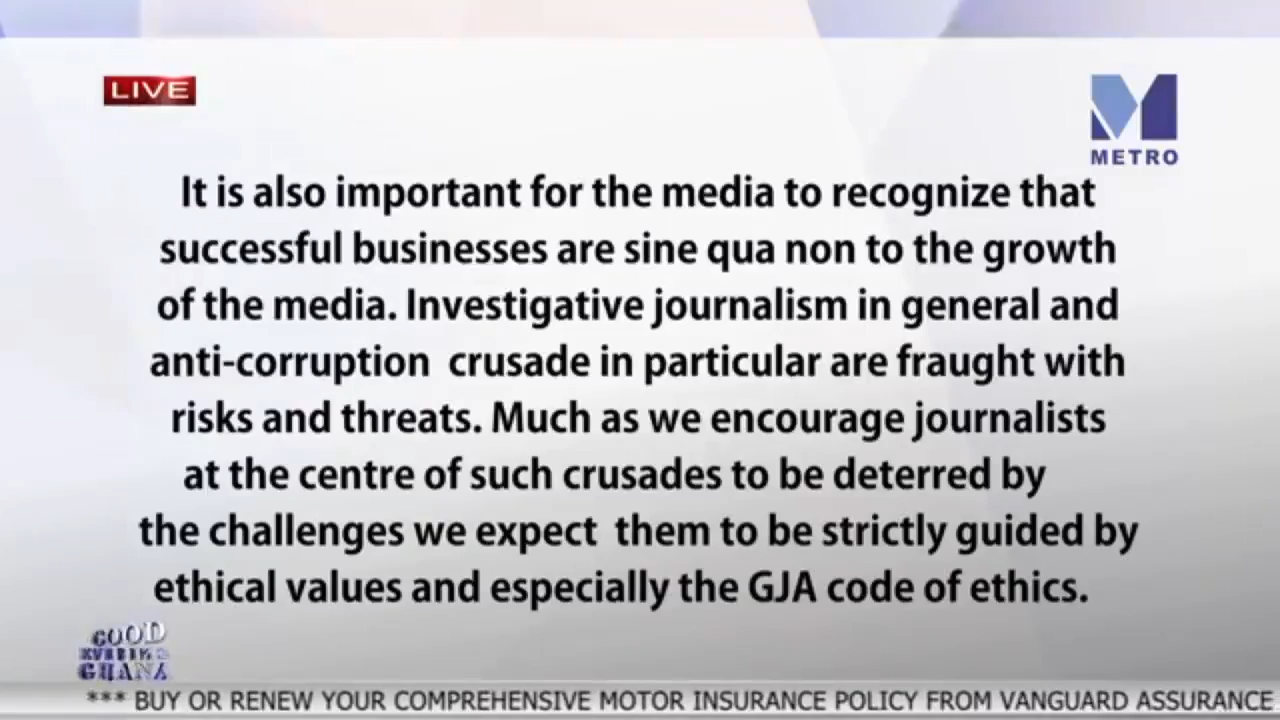 LIVE
METRO
It is also important for the media to recognize that
successful businesses are sine qua non to the growth
of the media. Investigative journalism in general and
anti-corruption crusade in particular are fraught with
risks and threats. Much as we encourage journalists
at the centre of such crusades to be deterred by
the challenges we expect them to be strictly guided by
ethical values and especially the GJA code of ethics.
GOOD
EVENING
GHANA
*** BUY OR RENEW YOUR COMPREHENSIVE MOTOR INSURANCE POLICY FROM VANGUARD ASSURANCE